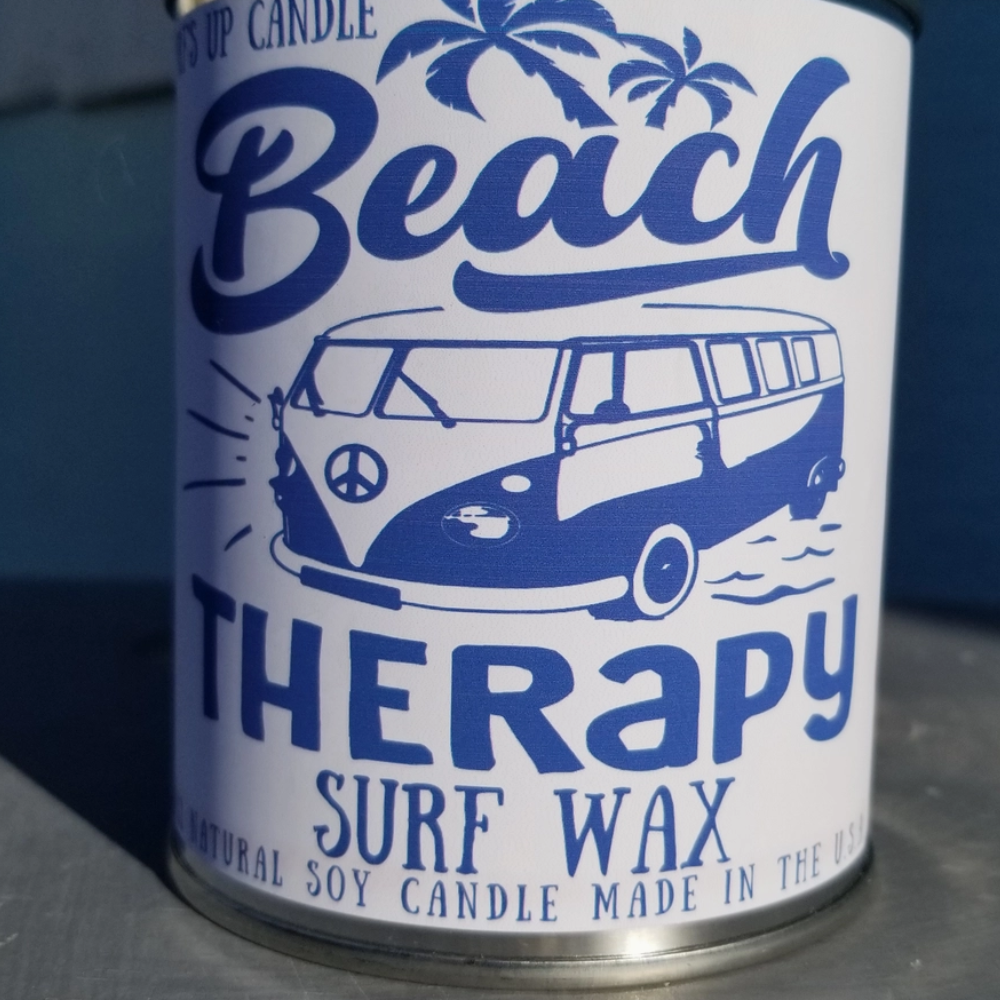 UP CANDLE
Beach
THERAPY
SURF WAX
NATURAL SOY CANDLE MADE IN THE U.S.A